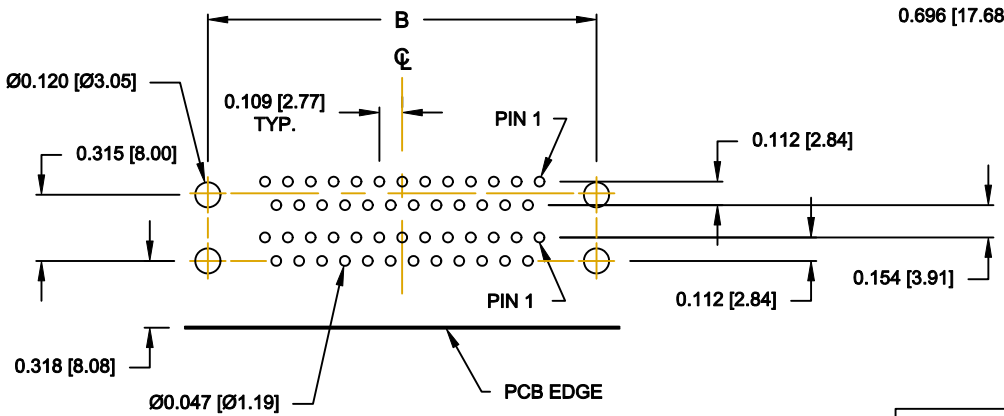 B
0.696 [17.68
℄
Ø0.120 [Ø3.05]
0.109 [2.77]
TYP.
PIN 1
0.112 [2.84]
0.315 [8.00]
0.154 [3.91]
PIN 1
0.112 [2.84]
0.318 [8.08]
Ø0.047 [Ø1.19]
PCB EDGE